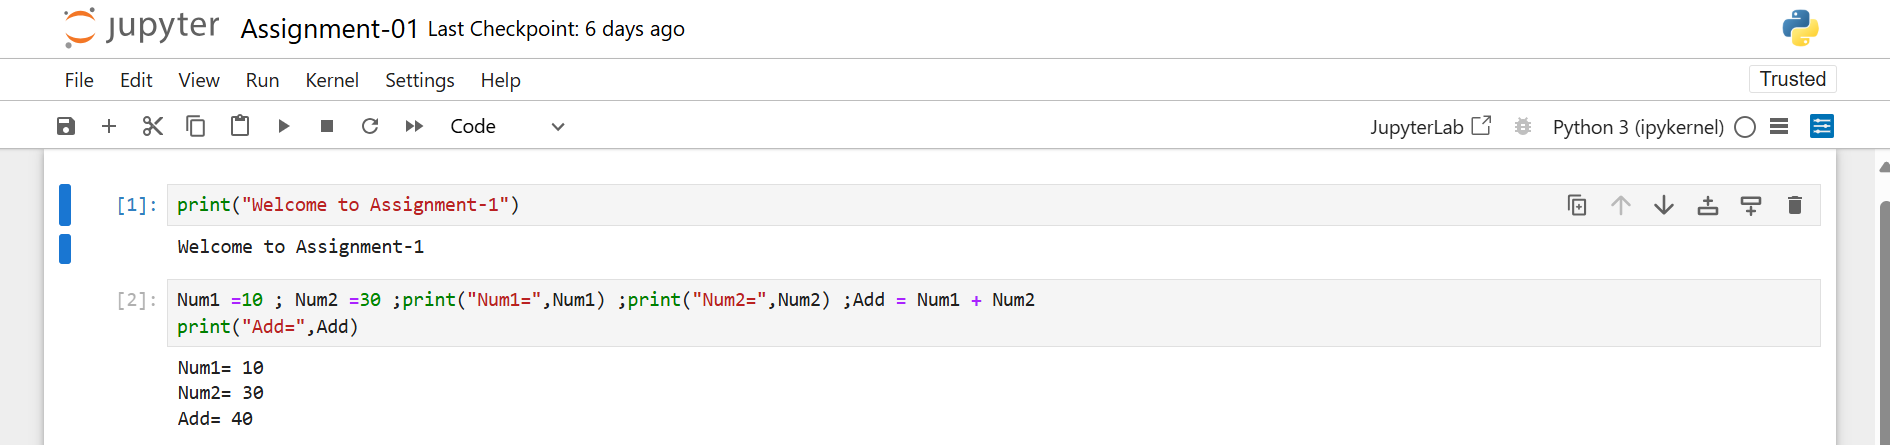 jupyter Assignment-01 Last Checkpoint: 6 days ago
File Edit View Run Kernel Settings Help Trusted
Code JupyterLab Python 3 (ipykernel)
[1]: print("Welcome to Assignment-1")
Welcome to Assignment-1
[2]: Num1 =10 ; Num2 =30 ;print("Num1=",Num1) ;print("Num2=",Num2) ;Add = Num1 + Num2
print("Add=",Add)
Num1= 10
Num2= 30
Add= 40